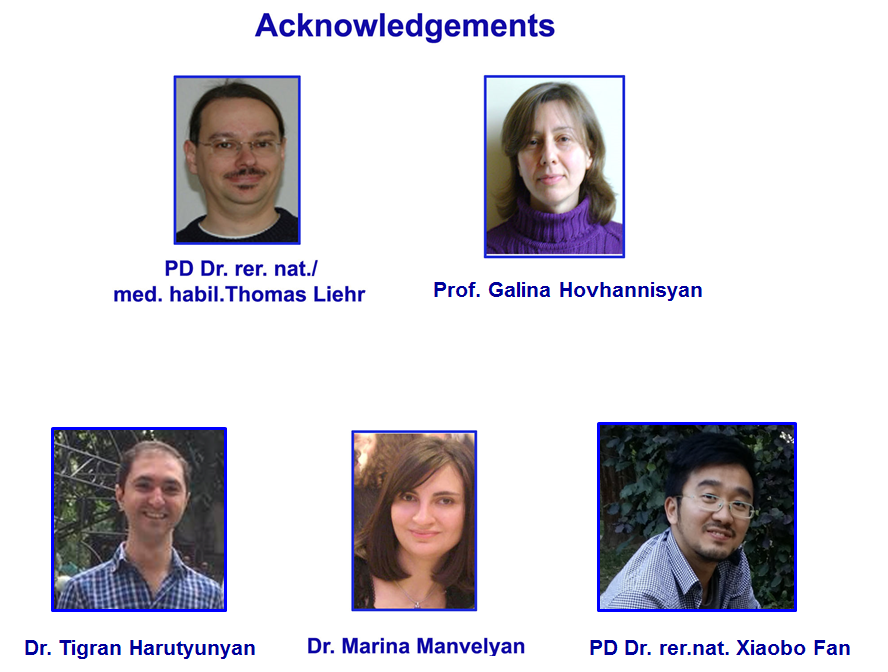 Acknowledgements
PD Dr. rer. nat./
med. habil.Thomas Liehr
Prof. Galina Hovhannisyan
Dr. Tigran Harutyunyan
Dr. Marina Manvelyan
PD Dr. rer.nat. Xiaobo Fan